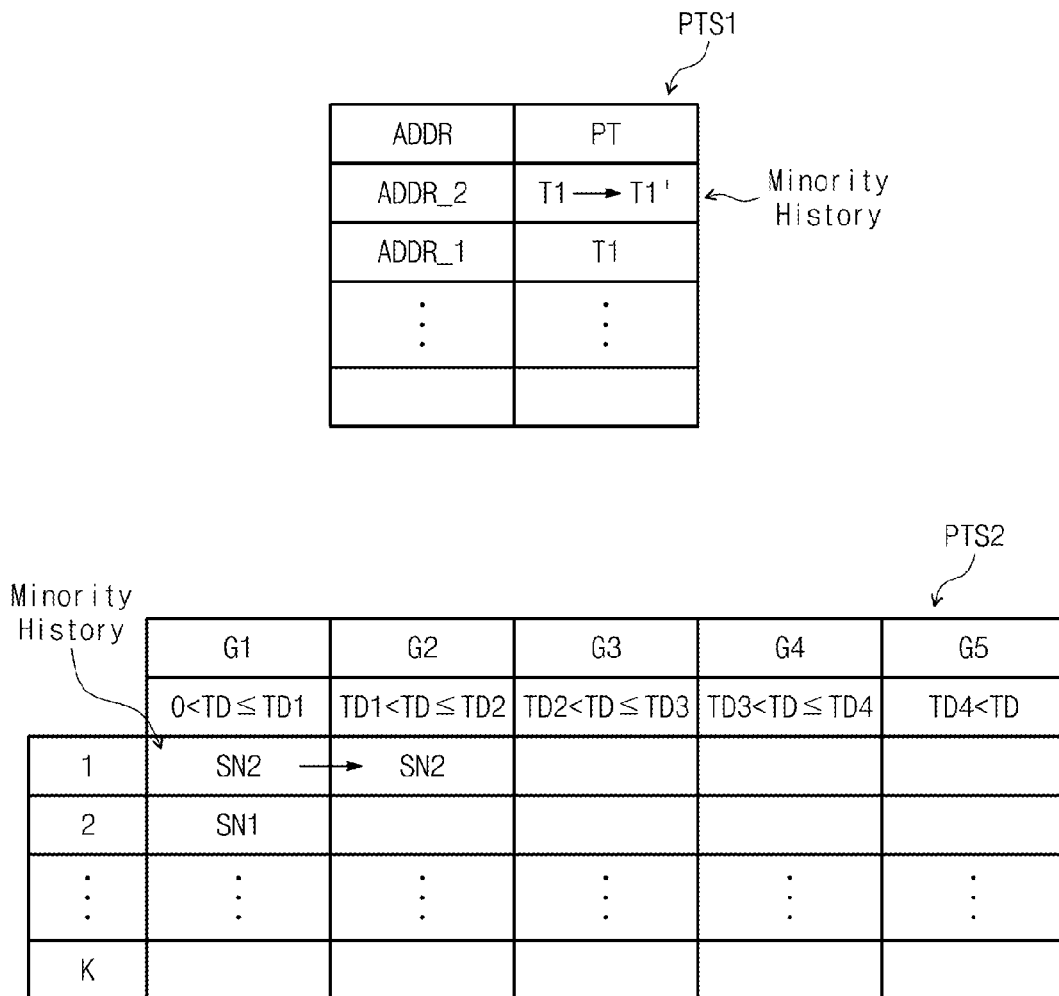 PTS1
ADDR PT
ADDR_2 T1 → T1'
Minority
History
ADDR_1 T1
⋮ ⋮
PTS2
Minority
History
G1 G2 G3 G4 G5
0<TD≤TD1 TD1<TD≤TD2 TD2<TD≤TD3 TD3<TD≤TD4 TD4<TD
1 SN2 → SN2
2 SN1
⋮ ⋮ ⋮ ⋮ ⋮ ⋮
K